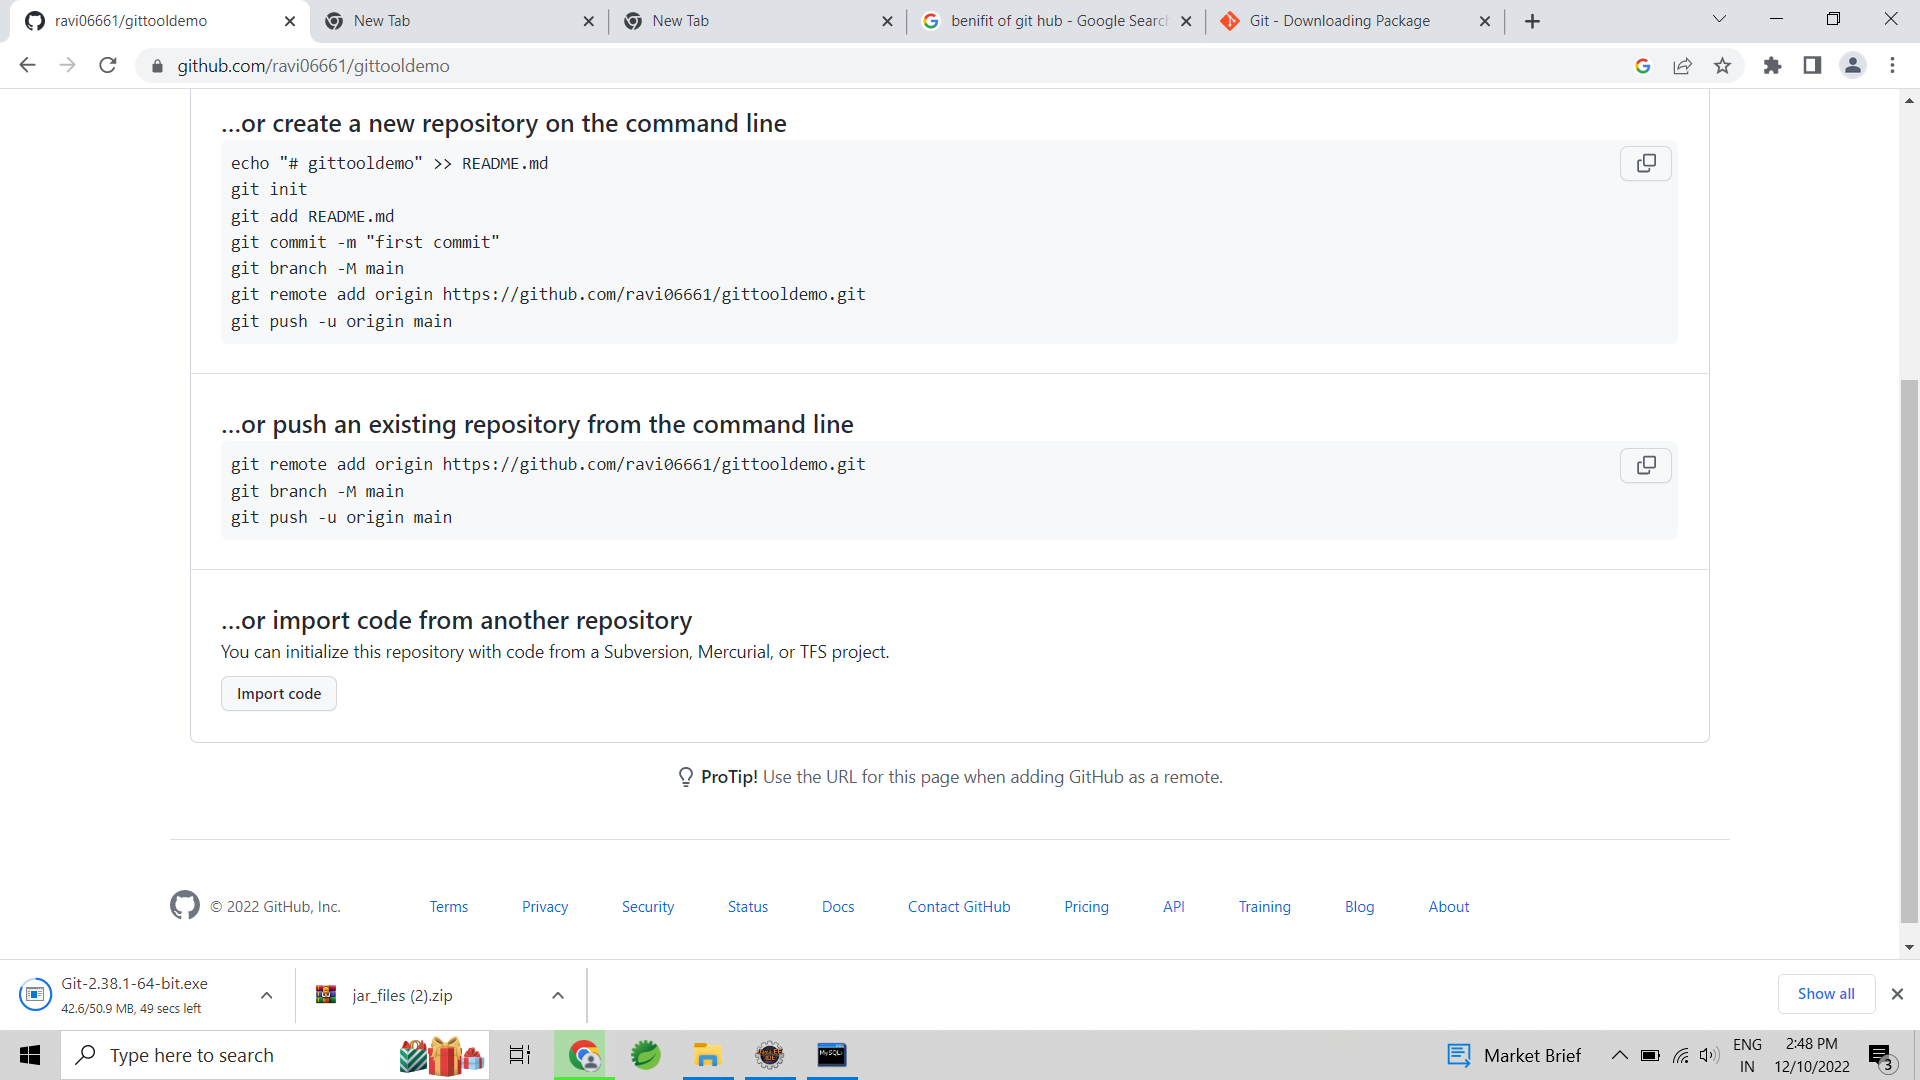 ravi06661/gittooldemo
New Tab
New Tab
benifit of git hub - Google Search
Git - Downloading Package
github.com/ravi06661/gittooldemo
...or create a new repository on the command line
echo "# gittooldemo" >> README.md
git init
git add README.md
git commit -m "first commit"
git branch -M main
git remote add origin https://github.com/ravi06661/gittooldemo.git
git push -u origin main
...or push an existing repository from the command line
git remote add origin https://github.com/ravi06661/gittooldemo.git
git branch -M main
git push -u origin main
...or import code from another repository
You can initialize this repository with code from a Subversion, Mercurial, or TFS project.
Import code
ProTip! Use the URL for this page when adding GitHub as a remote.
© 2022 GitHub, Inc.
Terms
Privacy
Security
Status
Docs
Contact GitHub
Pricing
API
Training
Blog
About
Git-2.38.1-64-bit.exe
42.6/50.9 MB, 49 secs left
jar_files (2).zip
Show all
Type here to search
MySQL
Market Brief
ENG
IN
2:48 PM
12/10/2022
3